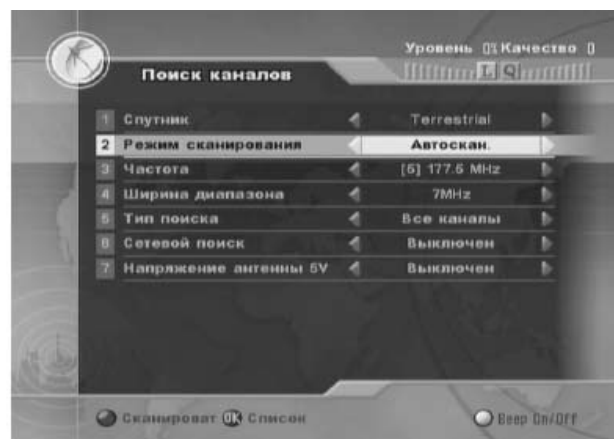 Уровень 0% Качество 0
Поиск каналов
L Q
1 Спутник Terrestrial
2 Режим сканирования Автоскан.
3 Частота [5] 177.5 MHz
4 Ширина диапазона 7MHz
5 Тип поиска Все каналы
6 Сетевой поиск Выключен
7 Напряжение антенны 5V Выключен
Сканироват OK Список
Beep On/Off